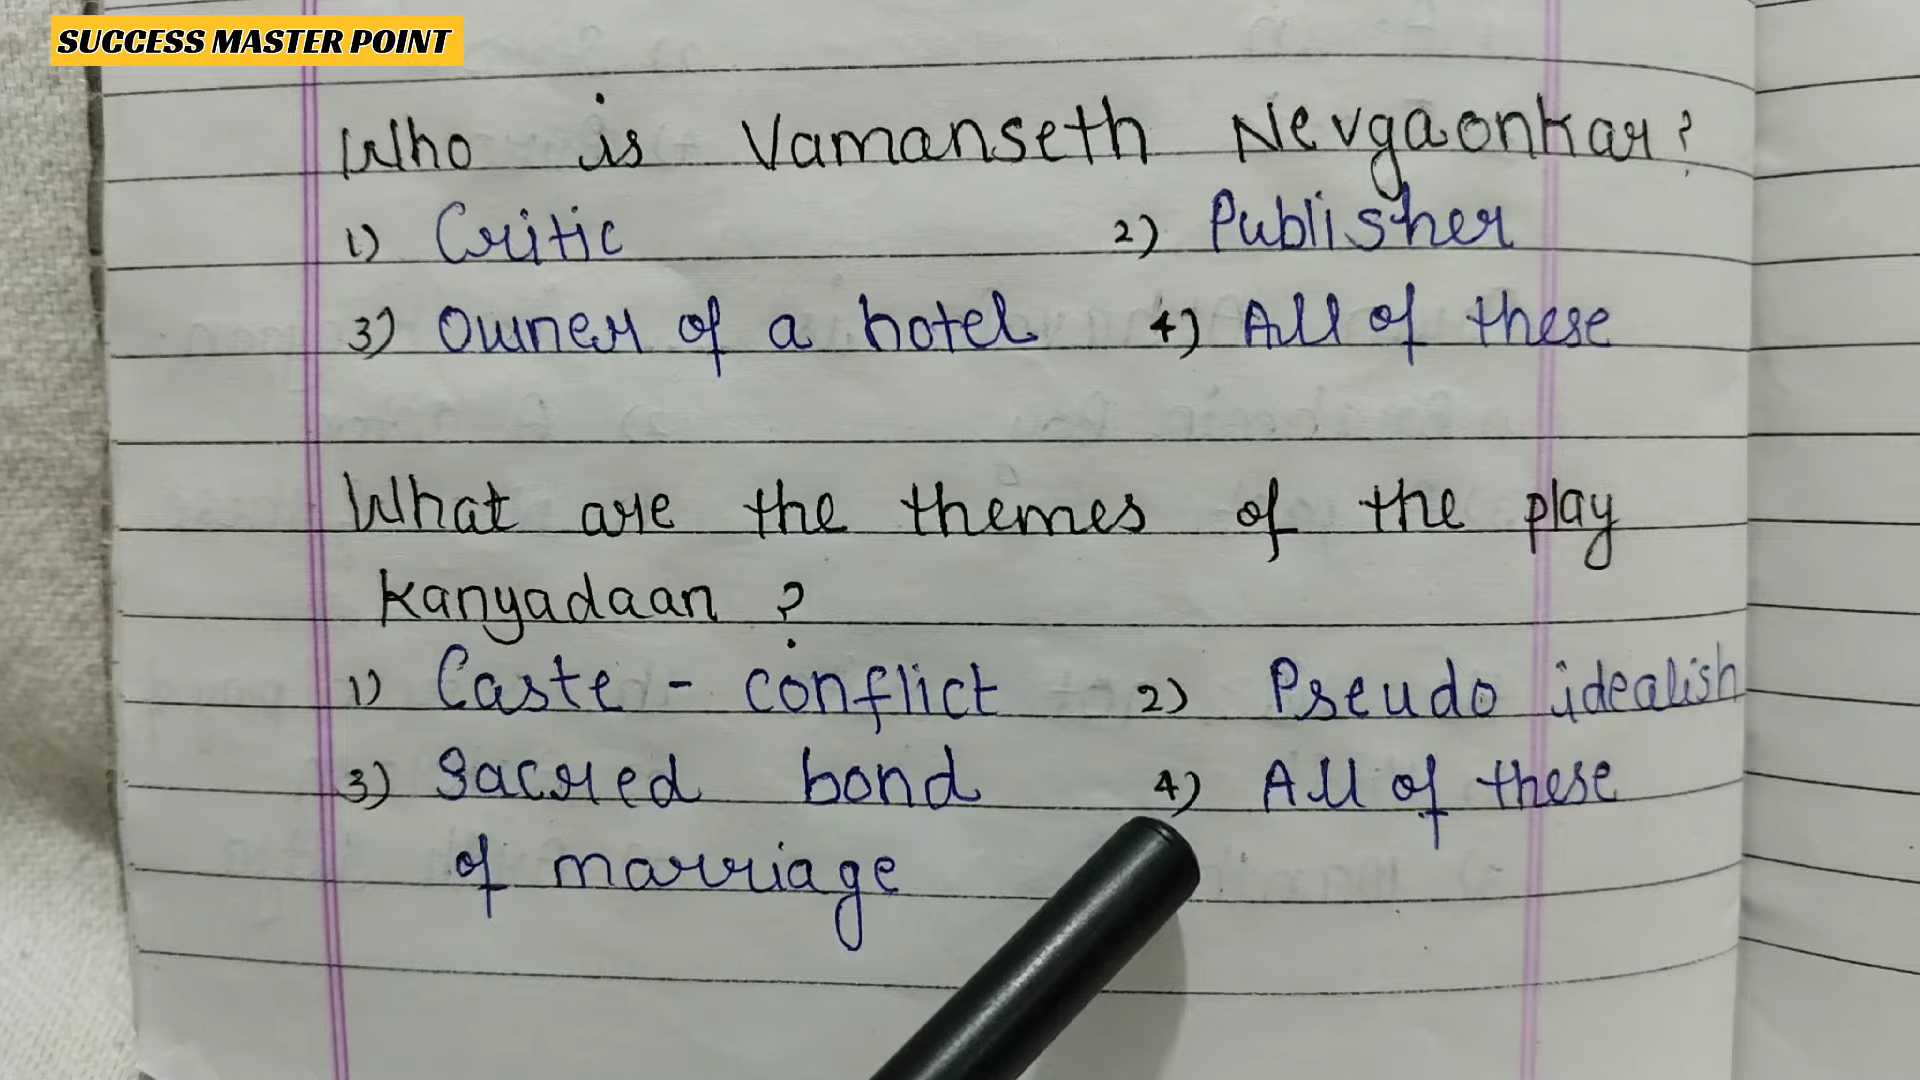 SUCCESS MASTER POINT
Who is Vamanseth Nevgaonkar?
1) Critic 2) Publisher
3) Owner of a hotel 4) All of these
What are the themes of the play
Kanyadaan ?
1) Caste - conflict 2) Pseudo idealish
3) Sacred bond 4) All of these
of marriage